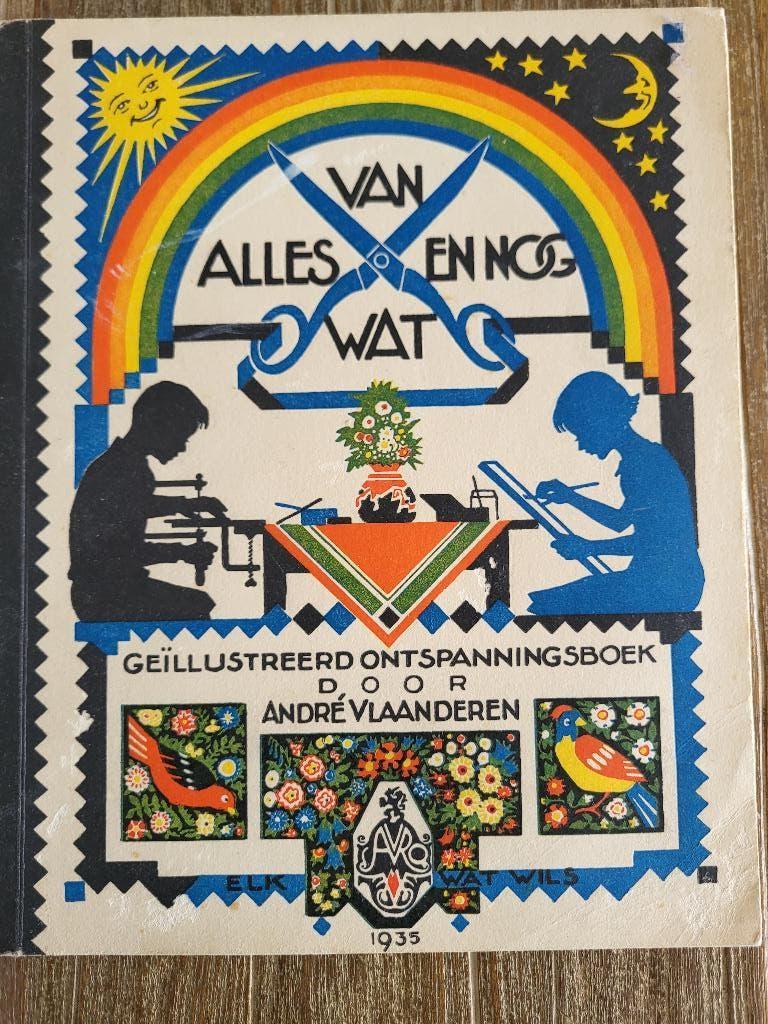 VAN
ALLES EN NOG
WAT
GEÏLLUSTREERD ONTSPANNINGSBOEK
DOOR
ANDRÉ VLAANDEREN
ELK WAT WILS
1935